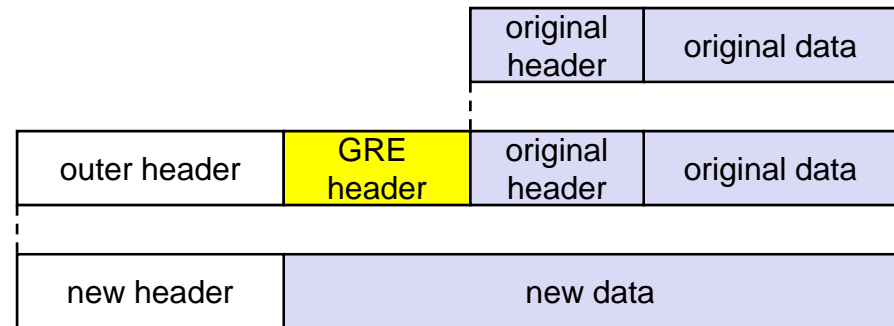 original
header
original data
outer header
GRE
header
original
header
original data
new header
new data